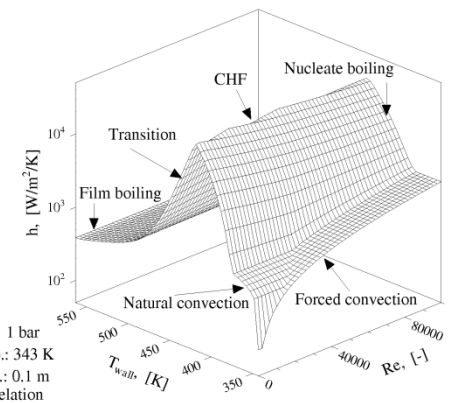 Nucleate boiling
CHF
Transition
Film boiling
h, [W/m²/K]
10⁴
10³
10²
Natural convection
Forced convection
550
500
450
400
350
T_wall, [K]
0
40000
80000
Re, [-]
1 bar
.: 343 K
.: 0.1 m
elation